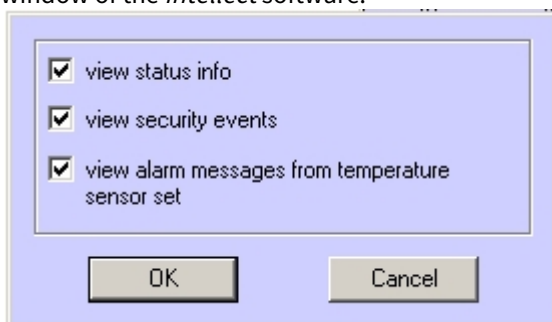 window of the Intellect software.
view status info
view security events
view alarm messages from temperature
sensor set
OK Cancel